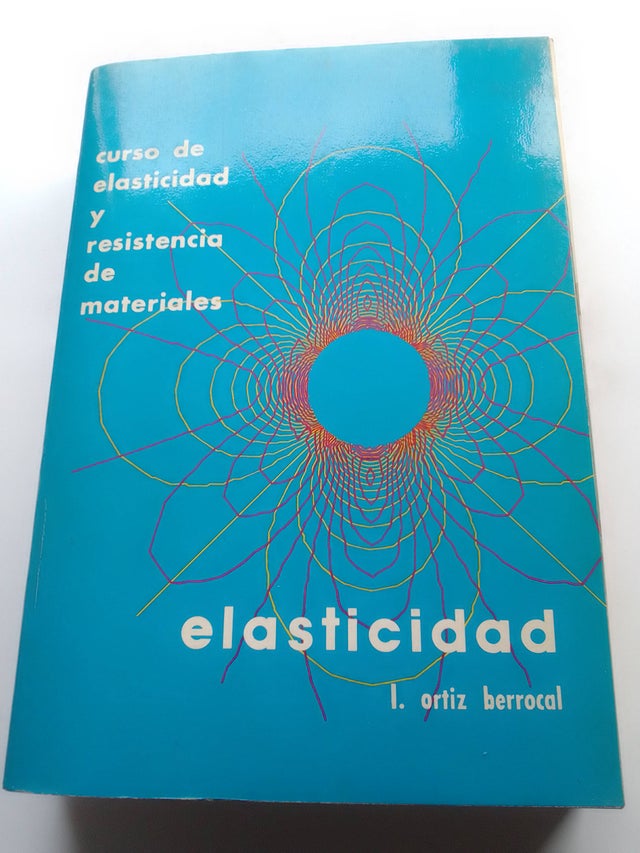 curso de
elasticidad
y
resistencia
de
materiales
elasticidad
l. ortiz berrocal